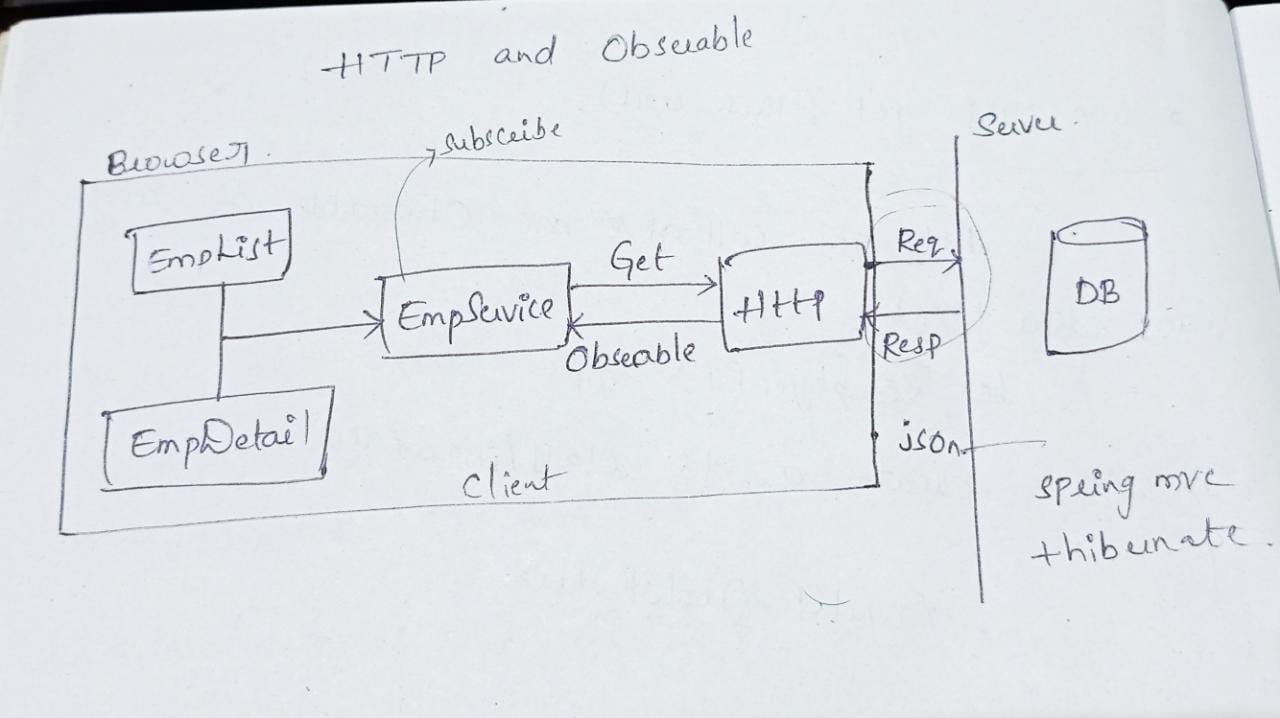 HTTP and Obseuable
Browser.
subscribe
Server.
EmpList
EmpService
Get
Obseable
Http
Req.
Resp
DB
EmpDetail
Client
json
spring mvc
+hibernate.